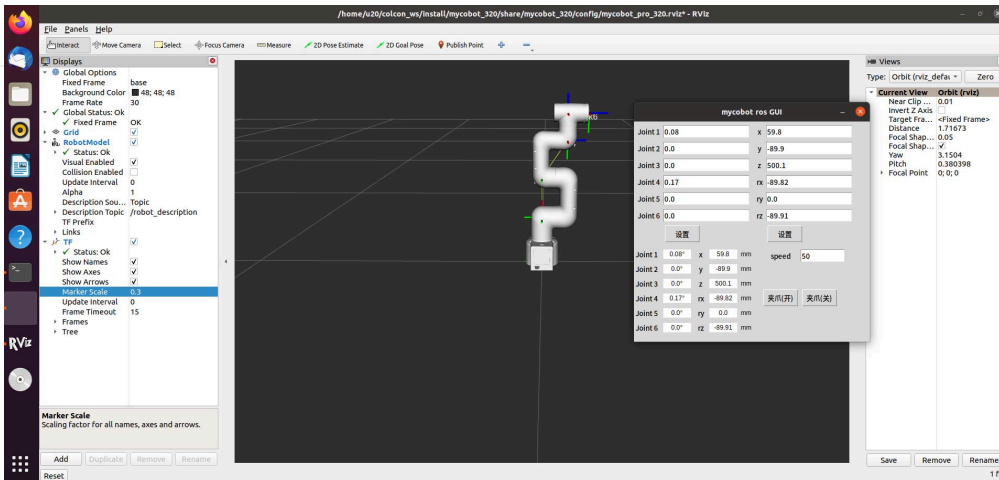 /home/u20/colcon_ws/install/mycobot_320/share/mycobot_320/config/mycobot_pro_320.rviz* - RViz
File Panels Help
Interact Move Camera Select Focus Camera Measure 2D Pose Estimate 2D Goal Pose Publish Point
Displays
Global Options
Fixed Frame base
Background Color 48; 48; 48
Frame Rate 30
Global Status: Ok
Fixed Frame OK
Grid
RobotModel
Status: Ok
Visual Enabled
Collision Enabled
Update Interval 0
Alpha 1
Description Sou... Topic
Description Topic /robot_description
TF Prefix
Links
TF
Status: Ok
Show Names
Show Axes
Show Arrows
Marker Scale 0.3
Update Interval 0
Frame Timeout 15
Frames
Tree
Marker Scale
Scaling factor for all names, axes and arrows.
Add Duplicate Remove Rename
Reset
RViz
mycobot ros GUI
Joint 1 0.08 x 59.8
Joint 2 0.0 y -89.9
Joint 3 0.0 z 500.1
Joint 4 0.17 rx -89.82
Joint 5 0.0 ry 0.0
Joint 6 0.0 rz -89.91
设置 设置
Joint 1 0.08° x 59.8 mm speed 50
Joint 2 0.0° y -89.9 mm
Joint 3 0.0° z 500.1 mm
Joint 4 0.17° rx -89.82 mm 夹爪(开) 夹爪(关)
Joint 5 0.0° ry 0.0 mm
Joint 6 0.0° rz -89.91 mm
Views
Type: Orbit (rviz_defau Zero
Current View Orbit (rviz)
Near Clip ... 0.01
Invert Z Axis
Target Fra... <Fixed Frame>
Distance 1.71673
Focal Shap... 0.05
Focal Shap...
Yaw 3.1504
Pitch 0.380398
Focal Point 0; 0; 0
Save Remove Rename